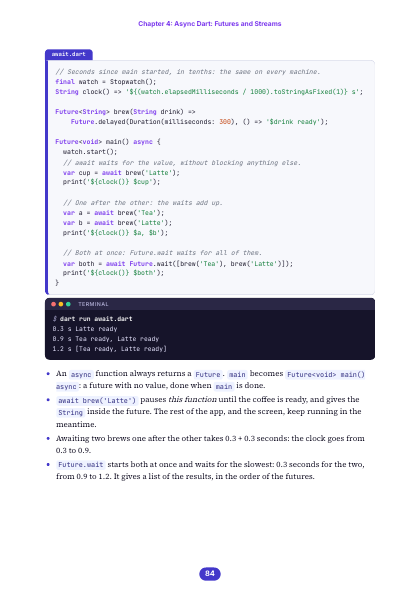 Chapter 4: Async Dart: Futures and Streams
await.dart
// Seconds since main started, in tenths: the same on every machine.
final watch = Stopwatch();
String clock() => '${(watch.elapsedMilliseconds / 1000).toStringAsFixed(1)} s';
Future<String> brew(String drink) =>
Future.delayed(Duration(milliseconds: 300), () => '$drink ready');
Future<void> main() async {
watch.start();
// await waits for the value, without blocking anything else.
var cup = await brew('Latte');
print('${clock()} $cup');
// One after the other: the waits add up.
var a = await brew('Tea');
var b = await brew('Latte');
print('${clock()} $a, $b');
// Both at once: Future.wait waits for all of them.
var both = await Future.wait([brew('Tea'), brew('Latte')]);
print('${clock()} $both');
}
TERMINAL
$ dart run await.dart
0.3 s Latte ready
0.9 s Tea ready, Latte ready
1.2 s [Tea ready, Latte ready]
• An async function always returns a Future. main becomes Future<void> main()
async: a future with no value, done when main is done.
• await brew('Latte') pauses this function until the coffee is ready, and gives the
String inside the future. The rest of the app, and the screen, keep running in the
meantime.
• Awaiting two brews one after the other takes 0.3 + 0.3 seconds: the clock goes from
0.3 to 0.9.
• Future.wait starts both at once and waits for the slowest: 0.3 seconds for the two,
from 0.9 to 1.2. It gives a list of the results, in the order of the futures.
84